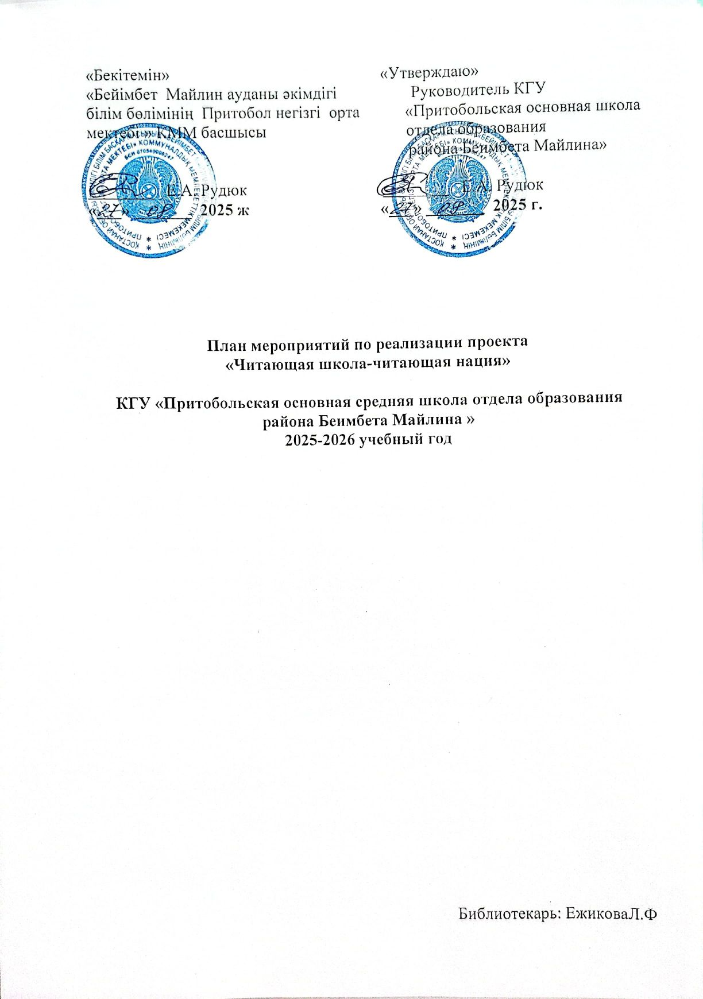 «Бекітемін»
«Бейімбет Майлин ауданы әкімдігі
білім бөлімінің Притобол негізгі орта
мектебі» КММ басшысы
Е.А. Рудюк
«27» 08 2025 ж
«Утверждаю»
Руководитель КГУ
«Притобольская основная школа
отдела образования
района Беимбета Майлина»
Е.А. Рудюк
«27» 08 2025 г.
План мероприятий по реализации проекта
«Читающая школа-читающая нация»
КГУ «Притобольская основная средняя школа отдела образования
района Беимбета Майлина »
2025-2026 учебный год
Библиотекарь: ЕжиковаЛ.Ф